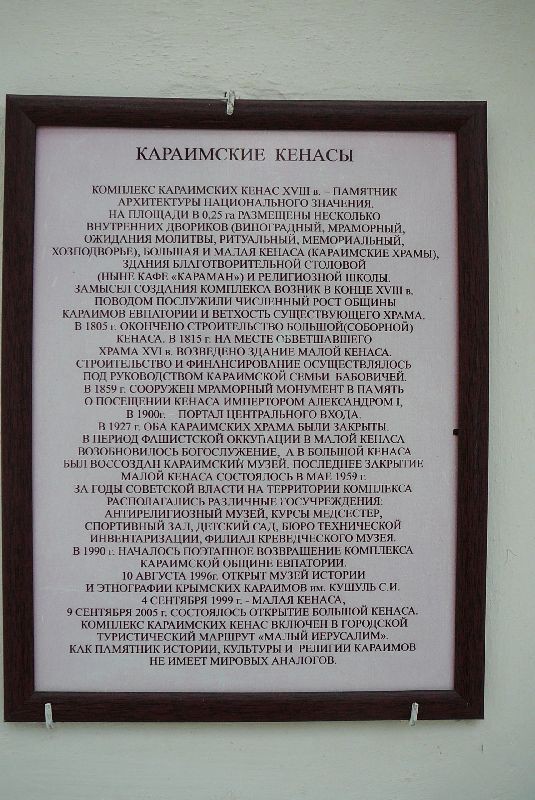 КАРАИМСКИЕ КЕНАСЫ
КОМПЛЕКС КАРАИМСКИХ КЕНАС XVIII в. – ПАМЯТНИК
АРХИТЕКТУРЫ НАЦИОНАЛЬНОГО ЗНАЧЕНИЯ.
НА ПЛОЩАДИ В 0,25 га РАЗМЕЩЕНЫ НЕСКОЛЬКО
ВНУТРЕННИХ ДВОРИКОВ (ВИНОГРАДНЫЙ, МРАМОРНЫЙ,
ОЖИДАНИЯ МОЛИТВЫ, РИТУАЛЬНЫЙ, МЕМОРИАЛЬНЫЙ,
ХОЗПОДВОРЬЕ), БОЛЬШАЯ И МАЛАЯ КЕНАСА (КАРАИМСКИЕ ХРАМЫ),
ЗДАНИЯ БЛАГОТВОРИТЕЛЬНОЙ СТОЛОВОЙ
(НЫНЕ КАФЕ «КАРАМАН») И РЕЛИГИОЗНОЙ ШКОЛЫ.
ЗАМЫСЕЛ СОЗДАНИЯ КОМПЛЕКСА ВОЗНИК В КОНЦЕ XVIII в.
ПОВОДОМ ПОСЛУЖИЛИ ЧИСЛЕННЫЙ РОСТ ОБЩИНЫ
КАРАИМОВ ЕВПАТОРИИ И ВЕТХОСТЬ СУЩЕСТВУЮЩЕГО ХРАМА.
В 1805 г. ОКОНЧЕНО СТРОИТЕЛЬСТВО БОЛЬШОЙ(СОБОРНОЙ)
КЕНАСА. В 1815 г. НА МЕСТЕ ОБВЕТШАВШЕГО
ХРАМА XVI в. ВОЗВЕДЕНО ЗДАНИЕ МАЛОЙ КЕНАСА.
СТРОИТЕЛЬСТВО И ФИНАНСИРОВАНИЕ ОСУЩЕСТВЛЯЛОСЬ
ПОД РУКОВОДСТВОМ КАРАИМСКОЙ СЕМЬИ БАБОВИЧЕЙ.
В 1859 г. СООРУЖЕН МРАМОРНЫЙ МОНУМЕНТ В ПАМЯТЬ
О ПОСЕЩЕНИИ КЕНАСА ИМПЕРТОРОМ АЛЕКСАНДРОМ I,
В 1900г. – ПОРТАЛ ЦЕНТРАЛЬНОГО ВХОДА.
В 1927 г. ОБА КАРАИМСКИХ ХРАМА БЫЛИ ЗАКРЫТЫ.
В ПЕРИОД ФАШИСТСКОЙ ОККУПАЦИИ В МАЛОЙ КЕНАСА
ВОЗОБНОВИЛОСЬ БОГОСЛУЖЕНИЕ, А В БОЛЬШОЙ КЕНАСА
БЫЛ ВОССОЗДАН КАРАИМСКИЙ МУЗЕЙ. ПОСЛЕДНЕЕ ЗАКРЫТИЕ
МАЛОЙ КЕНАСА СОСТОЯЛОСЬ В МАЕ 1959 г.
ЗА ГОДЫ СОВЕТСКОЙ ВЛАСТИ НА ТЕРРИТОРИИ КОМПЛЕКСА
РАСПОЛАГАЛИСЬ РАЗЛИЧНЫЕ ГОСУЧРЕЖДЕНИЯ:
АНТИРЕЛИГИОЗНЫЙ МУЗЕЙ, КУРСЫ МЕДСЕСТЕР,
СПОРТИВНЫЙ ЗАЛ, ДЕТСКИЙ САД, БЮРО ТЕХНИЧЕСКОЙ
ИНВЕНТАРИЗАЦИИ, ФИЛИАЛ КРЕВЕДЧЕСКОГО МУЗЕЯ.
В 1990 г. НАЧАЛОСЬ ПОЭТАПНОЕ ВОЗВРАЩЕНИЕ КОМПЛЕКСА
КАРАИМСКОЙ ОБЩИНЕ ЕВПАТОРИИ.
10 АВГУСТА 1996г. ОТКРЫТ МУЗЕЙ ИСТОРИИ
И ЭТНОГРАФИИ КРЫМСКИХ КАРАИМОВ им. КУШУЛЬ С.И.
4 СЕНТЯБРЯ 1999 г. - МАЛАЯ КЕНАСА,
9 СЕНТЯБРЯ 2005 г. СОСТОЯЛОСЬ ОТКРЫТИЕ БОЛЬШОЙ КЕНАСА.
КОМПЛЕКС КАРАИМСКИХ КЕНАС ВКЛЮЧЕН В ГОРОДСКОЙ
ТУРИСТИЧЕСКИЙ МАРШРУТ «МАЛЫЙ ИЕРУСАЛИМ».
КАК ПАМЯТНИК ИСТОРИИ, КУЛЬТУРЫ И РЕЛИГИИ КАРАИМОВ
НЕ ИМЕЕТ МИРОВЫХ АНАЛОГОВ.